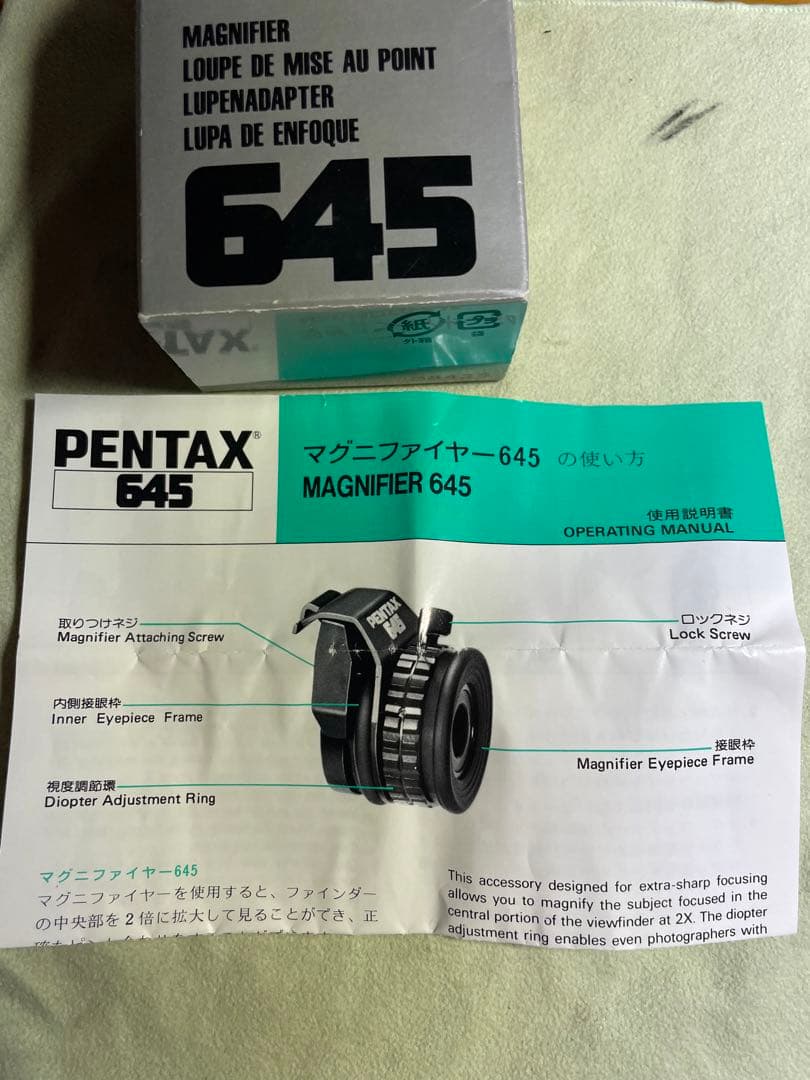 MAGNIFIER
LOUPE DE MISE AU POINT
LUPENADAPTER
LUPA DE ENFOQUE
645
紙
外箱
プラ
袋
PENTAX®
645
マグニファイヤー645 の使い方
MAGNIFIER 645
使用説明書
OPERATING MANUAL
取りつけネジ
Magnifier Attaching Screw
内側接眼枠
Inner Eyepiece Frame
視度調節環
Diopter Adjustment Ring
PENTAX
645
ロックネジ
Lock Screw
接眼枠
Magnifier Eyepiece Frame
マグニファイヤー645
マグニファイヤーを使用すると、ファインダー
の中央部を2倍に拡大して見ることができ、正
This accessory designed for extra-sharp focusing
allows you to magnify the subject focused in the
central portion of the viewfinder at 2X. The diopter
adjustment ring enables even photographers with